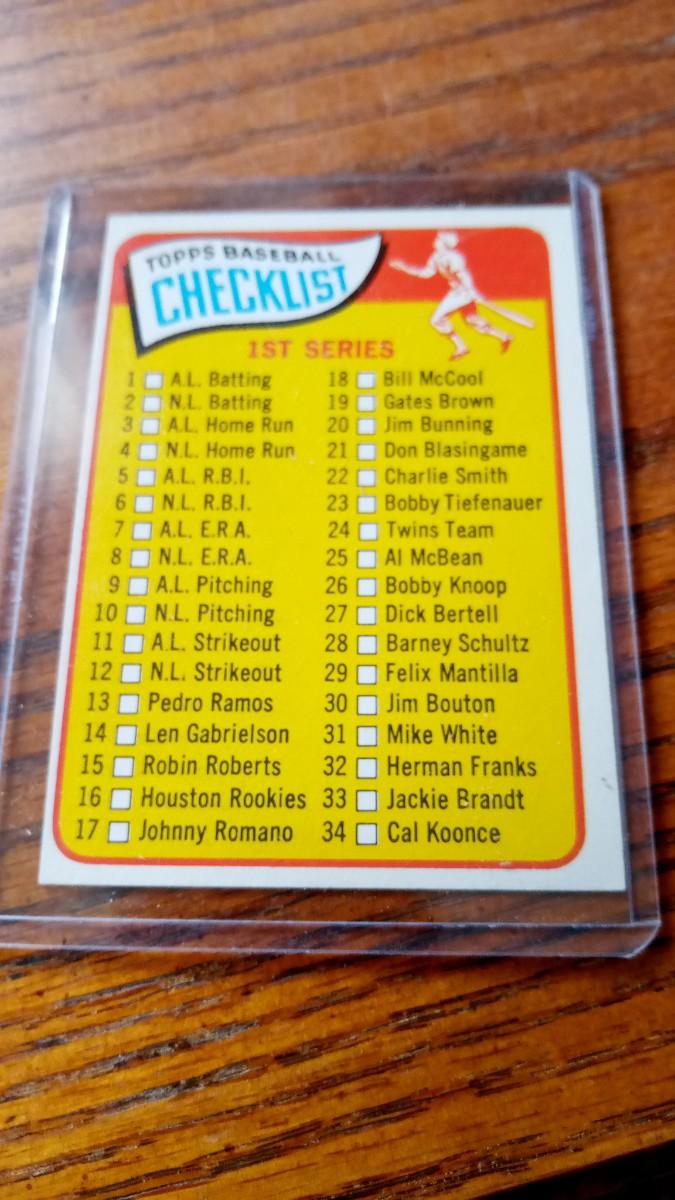 TOPPS BASEBALL
CHECKLIST
1ST SERIES
1 A.L. Batting
2 N.L. Batting
3 A.L. Home Run
4 N.L. Home Run
5 A.L. R.B.I.
6 N.L. R.B.I.
7 A.L. E.R.A.
8 N.L. E.R.A.
9 A.L. Pitching
10 N.L. Pitching
11 A.L. Strikeout
12 N.L. Strikeout
13 Pedro Ramos
14 Len Gabrielson
15 Robin Roberts
16 Houston Rookies
17 Johnny Romano
18 Bill McCool
19 Gates Brown
20 Jim Bunning
21 Don Blasingame
22 Charlie Smith
23 Bobby Tiefenauer
24 Twins Team
25 Al McBean
26 Bobby Knoop
27 Dick Bertell
28 Barney Schultz
29 Felix Mantilla
30 Jim Bouton
31 Mike White
32 Herman Franks
33 Jackie Brandt
34 Cal Koonce